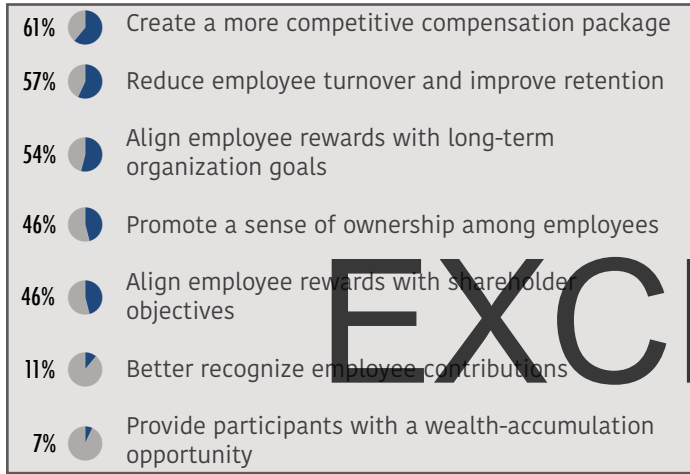 61% Create a more competitive compensation package
57% Reduce employee turnover and improve retention
54% Align employee rewards with long-term
organization goals
46% Promote a sense of ownership among employees
46% Align employee rewards with shareholder
objectives
11% Better recognize employee contributions
7% Provide participants with a wealth-accumulation
opportunity
EXC